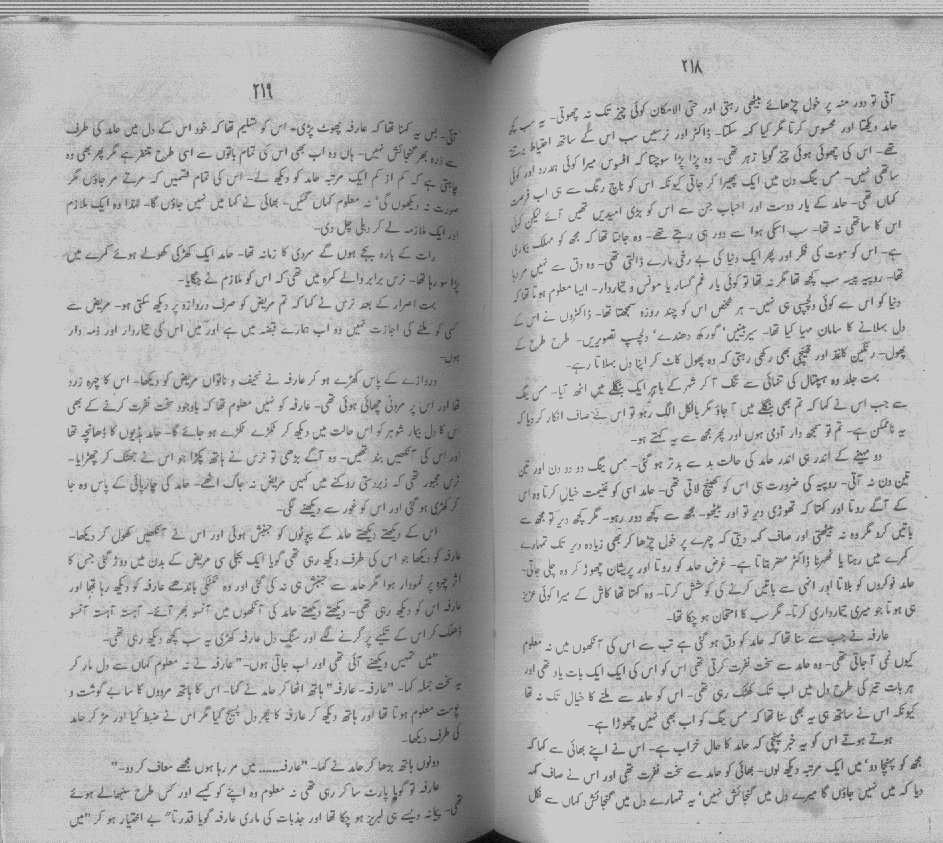 ۲۱۸
آتی تو دور منہ پر خول چڑھائے بیٹھی رہتی اور حتی الامکان کوئی چیز تک نہ چھوتی۔ یہ سب کچھ
حامد دیکھتا اور محسوس کرتا مگر کیا کہہ سکتا۔ ڈاکٹر اور نرسیں سب اس کے ساتھ احتیاط برتتے
تھے۔ اس کی چھوئی ہوئی چیز گویا زہر تھی۔ وہ پڑا پڑا سوچتا کہ افسوس میرا کوئی ہمدرد اور کوئی
ساتھی نہیں۔ مس ینگ دن میں ایک پھیرا کر جاتی کیونکہ اس کو ناچ رنگ سے ہی اب فرصت
کہاں تھی۔ حامد کے یار دوست اور احباب جن سے اس کو بڑی امیدیں تھیں آئے لیکن کوئی
اس کا ساتھی نہ تھا۔ سب اسکی ہوا سے دور ہی رہتے تھے۔ وہ جانتا تھا کہ مجھ کو مہلک بیماری
ہے۔ اس کو موت کی فکر اور پھر ایک دنیا کی بے رخی مارے ڈالتی تھی۔ وہ دق سے نہیں مر رہا
تھا۔ روپیہ پیسہ سب کچھ تھا مگر نہ تھا تو کوئی یار غم گسار یا مونس و تیماردار۔ ایسا معلوم ہوتا تھا کہ
دنیا کو اس سے کوئی دلچسپی ہی نہیں۔ ہر شخص اس کو چند روزہ سمجھتا تھا۔ ڈاکٹروں نے اس کے
دل بہلانے کا سامان مہیا کیا تھا۔ سیربینیں‘ گورکھ دھندے‘ دلچسپ تصویریں۔ طرح طرح کے
پھول۔ رنگین کاغذ اور قینچی بھی رکھی رہتی کہ وہ پھول کاٹ کر اپنا دل بہلاتا رہے۔
بہت جلد وہ ہسپتال کی تنہائی سے تنگ آ کر شہر کے باہر ایک بنگلے میں اٹھ آیا۔ مس ینگ
سے جب اس نے کہا کہ تم بھی بنگلے میں آ جاؤ مگر بالکل الگ رہو تو اس نے صاف انکار کر دیا کہ
یہ ناممکن ہے۔ تم تو سمجھ دار آدمی ہوں اور پھر مجھ سے یہ کہتے ہو۔
دو مہینے کے اندر ہی اندر حامد کی حالت بد سے بدتر ہو گئی۔ مس ینگ دو دو دن اور تین
تین دن نہ آتی۔ روپیہ کی ضرورت ہی اس کو کھینچ لاتی تھی۔ حامد اسی کو غنیمت خیال کرتا وہ اس
کے آگے روتا اور کہتا کہ تھوڑی دیر تو اور بیٹھو۔ مجھ سے کچھ دور رہو۔ مگر کچھ دیر تو مجھ سے
باتیں کرو مگر وہ نہ بیٹھتی اور صاف کہہ دیتی کہ چہرے پر خول چڑھا کر بھی زیادہ دیر تک تمہارے
کمرے میں رہنا یا ٹھہرنا ڈاکٹر مضر بتاتا ہے۔ غرض حامد کو روتا اور پریشان چھوڑ کر وہ چلی جاتی۔
حامد نوکروں کو بلاتا اور انہی سے باتیں کرنے کی کوشش کرتا۔ وہ کہتا تھا کاش کے میرا کوئی عزیز
ہی ہوتا جو میری تیمارداری کرتا۔ مگر سب کا امتحان ہو چکا تھا۔
عارفہ نے جب سے سنا تھا کہ حامد کو دق ہو گئی ہے تب سے اس کی آنکھوں میں نہ معلوم
کیوں نمی آ جاتی تھی۔ وہ حامد سے سخت نفرت کرتی تھی اس کو اس کی ایک ایک بات یاد تھی اور
ہر بات تیر کی طرح دل میں اب تک کھٹک رہی تھی۔ اس کو حامد سے ملنے کا خیال تک نہ تھا
کیونکہ اس نے ساتھ ہی یہ بھی سنا تھا کہ مس ینگ کو اب بھی نہیں چھوڑا ہے۔
ہوتے ہوتے اس کو یہ خبر پہنچی کہ حامد کا حال خراب ہے۔ اس نے اپنے بھائی سے کہا کہ
مجھ کو پہنچا دو‘ میں ایک مرتبہ دیکھ لوں۔ بھائی کو حامد سے سخت نفرت تھی اور اس نے صاف کہہ
دیا کہ میں نہیں جاؤں گا میرے دل میں گنجائش نہیں‘ یہ تمہارے دل میں گنجائش کہاں سے نکل
۲۱۹
آئی۔ بس یہ کہنا تھا کہ عارفہ پھوٹ پڑی۔ اس کو تسلیم تھا کہ خود اس کے دل میں حامد کی طرف
سے ذرہ بھر گنجائش نہیں۔ ہاں وہ اب بھی اس کی تمام باتوں سے اسی طرح متنفر ہے مگر پھر بھی وہ
چاہتی ہے کہ کم از کم ایک مرتبہ حامد کو دیکھ لے۔ اس کی تمام قسمیں کہ مرتے مر جاؤں مگر
صورت نہ دیکھوں گی‘ نہ معلوم کہاں گئیں۔ بھائی نے کہا میں نہیں جاؤں گا۔ لہٰذا وہ ایک ملازم
اور ایک ملازمہ لے کر دہلی چل دی۔
رات کے بارہ بجے ہوں گے سردی کا زمانہ تھا۔ حامد ایک کھڑکی کھولے ہوئے کمرے میں
پڑا سو رہا تھا۔ نرس برابر والے کمرہ میں تھی کہ اس کو ملازم نے جگایا۔
بہت اصرار کے بعد نرس نے کہا کہ تم مریض کو صرف دروازہ پر دیکھ سکتی ہو۔ مریض سے
کسی کو ملنے کی اجازت نہیں وہ اب ہمارے قبضہ میں ہے اور میں اس کی تیماردار اور ذمہ دار
ہوں۔
دروازے کے پاس کھڑے ہو کر عارفہ نے نحیف و ناتواں مریض کو دیکھا۔ اس کا چہرہ زرد
تھا اور اس پر مردنی چھائی ہوئی تھی۔ عارفہ کو نہیں معلوم تھا کہ باوجود سخت نفرت کرنے کے بھی
اس کا دل بیمار شوہر کو اس حالت میں دیکھ کر ٹکڑے ٹکڑے ہو جائے گا۔ حامد ہڈیوں کا ڈھانچہ تھا
اور اس کی آنکھیں بند تھیں۔ وہ آگے بڑھی تو نرس نے ہاتھ پکڑا جو اس نے جھٹک کر چھڑایا۔
نرس مجبور تھی کہ زبردستی روکنے میں کہیں مریض نہ جاگ اٹھے۔ حامد کی چارپائی کے پاس وہ جا
کر کھڑی ہو گئی اور اس کو غور سے دیکھنے لگی۔
اس کے دیکھتے دیکھتے حامد کے پپوٹوں کو جنبش ہوئی اور اس نے آنکھیں کھول کر دیکھا۔
عارفہ کو دیکھا جو اس کی طرف دیکھ رہی تھی گویا ایک بجلی سی مریض کے بدن میں دوڑ گئی جس کا
اثر چہرہ پر نمودار ہوا مگر حامد سے جنبش ہی نہ کی گئی اور وہ ٹکٹکی باندھے عارفہ کو دیکھ رہا تھا اور
عارفہ اس کو دیکھ رہی تھی۔ دیکھتے دیکھتے حامد کی آنکھوں میں آنسو بھر آئے۔ آہستہ آہستہ آنسو
ڈھلک کر اس کے تکئے پر گرنے لگے اور سنگ دل عارفہ کھڑی یہ سب کچھ دیکھ رہی تھی۔
”میں تمہیں دیکھنے آئی تھی اور اب جاتی ہوں۔“ عارفہ نے نہ معلوم کہاں سے دل مار کر
یہ سخت جملہ کہا۔ ”عارفہ۔ عارفہ“ ہاتھ اٹھا کر حامد نے کہا۔ اس کا ہاتھ مردوں کا سا بے گوشت و
پوست معلوم ہوتا تھا اور ہاتھ دیکھ کر عارفہ کا پھر دل پسیج گیا مگر اس نے ضبط کیا اور مڑ کر حامد
کی طرف دیکھا۔
دونوں ہاتھ بڑھا کر حامد نے کہا۔ ”عارفہ...... میں مر رہا ہوں مجھے معاف کر دو۔“
عارفہ تو گویا پارٹ سا کر رہی تھی نہ معلوم وہ اپنے کو کیسے اور کس طرح سنبھالے ہوئے
تھی۔ پیانہ ویسے ہی لبریز ہو چکا تھا اور جذبات کی ماری عارفہ گویا قدرتاً“ بے اختیار ہو کر ”میں